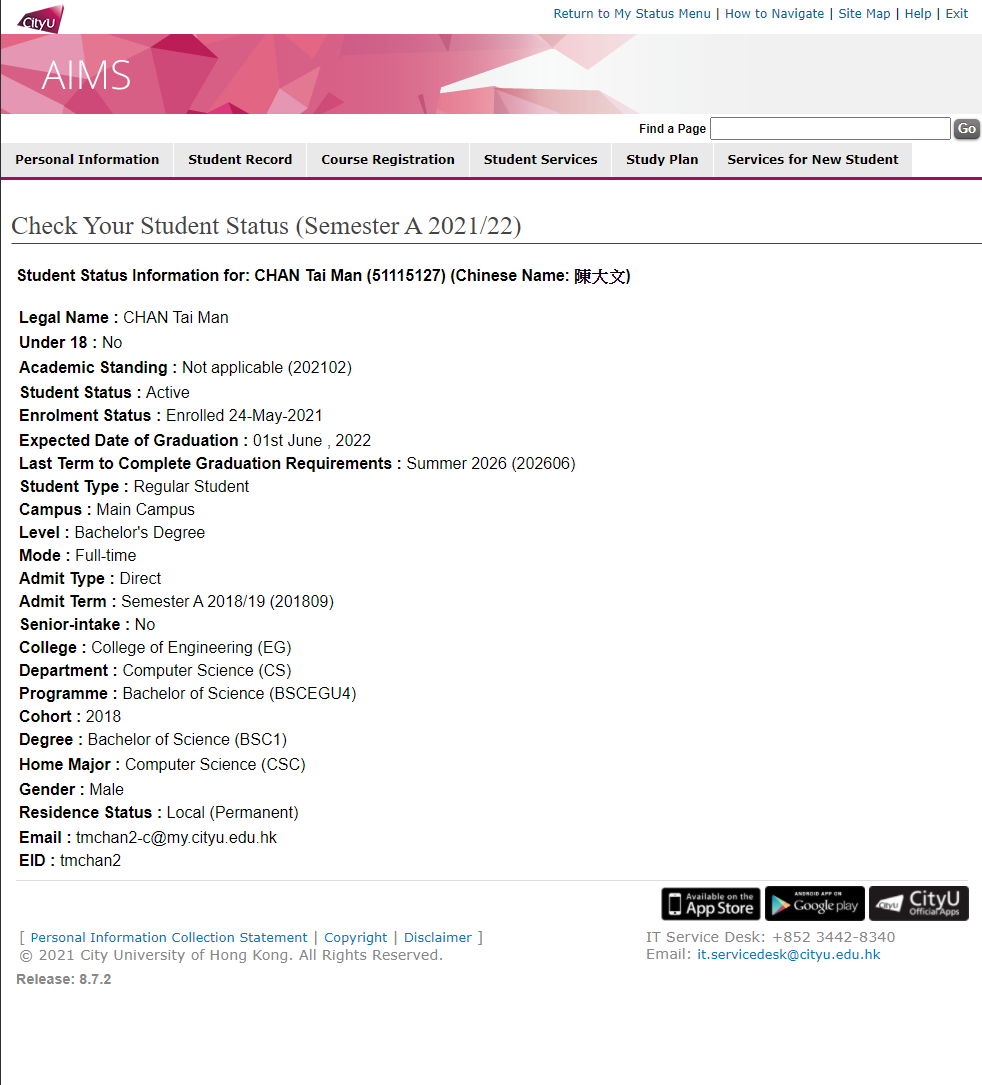 CityU
Return to My Status Menu | How to Navigate | Site Map | Help | Exit
AIMS
Find a Page Go
Personal Information Student Record Course Registration Student Services Study Plan Services for New Student
Check Your Student Status (Semester A 2021/22)
Student Status Information for: CHAN Tai Man (51115127) (Chinese Name: 陳大文)
Legal Name : CHAN Tai Man
Under 18 : No
Academic Standing : Not applicable (202102)
Student Status : Active
Enrolment Status : Enrolled 24-May-2021
Expected Date of Graduation : 01st June , 2022
Last Term to Complete Graduation Requirements : Summer 2026 (202606)
Student Type : Regular Student
Campus : Main Campus
Level : Bachelor's Degree
Mode : Full-time
Admit Type : Direct
Admit Term : Semester A 2018/19 (201809)
Senior-intake : No
College : College of Engineering (EG)
Department : Computer Science (CS)
Programme : Bachelor of Science (BSCEGU4)
Cohort : 2018
Degree : Bachelor of Science (BSC1)
Home Major : Computer Science (CSC)
Gender : Male
Residence Status : Local (Permanent)
Email : tmchan2-c@my.cityu.edu.hk
EID : tmchan2
Available on the App Store ANDROID APP ON Google play CityU CityU Official Apps
[ Personal Information Collection Statement | Copyright | Disclaimer ] IT Service Desk: +852 3442-8340
© 2021 City University of Hong Kong. All Rights Reserved. Email: it.servicedesk@cityu.edu.hk
Release: 8.7.2